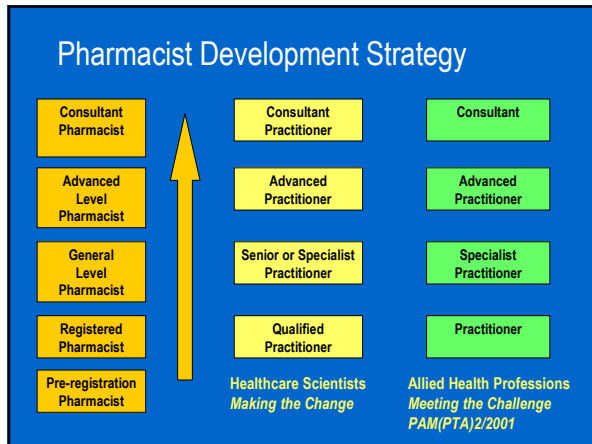 Pharmacist Development Strategy
Consultant
Pharmacist
Advanced
Level
Pharmacist
General
Level
Pharmacist
Registered
Pharmacist
Pre-registration
Pharmacist
Consultant
Practitioner
Advanced
Practitioner
Senior or Specialist
Practitioner
Qualified
Practitioner
Healthcare Scientists
Making the Change
Consultant
Advanced
Practitioner
Specialist
Practitioner
Practitioner
Allied Health Professions
Meeting the Challenge
PAM(PTA)2/2001